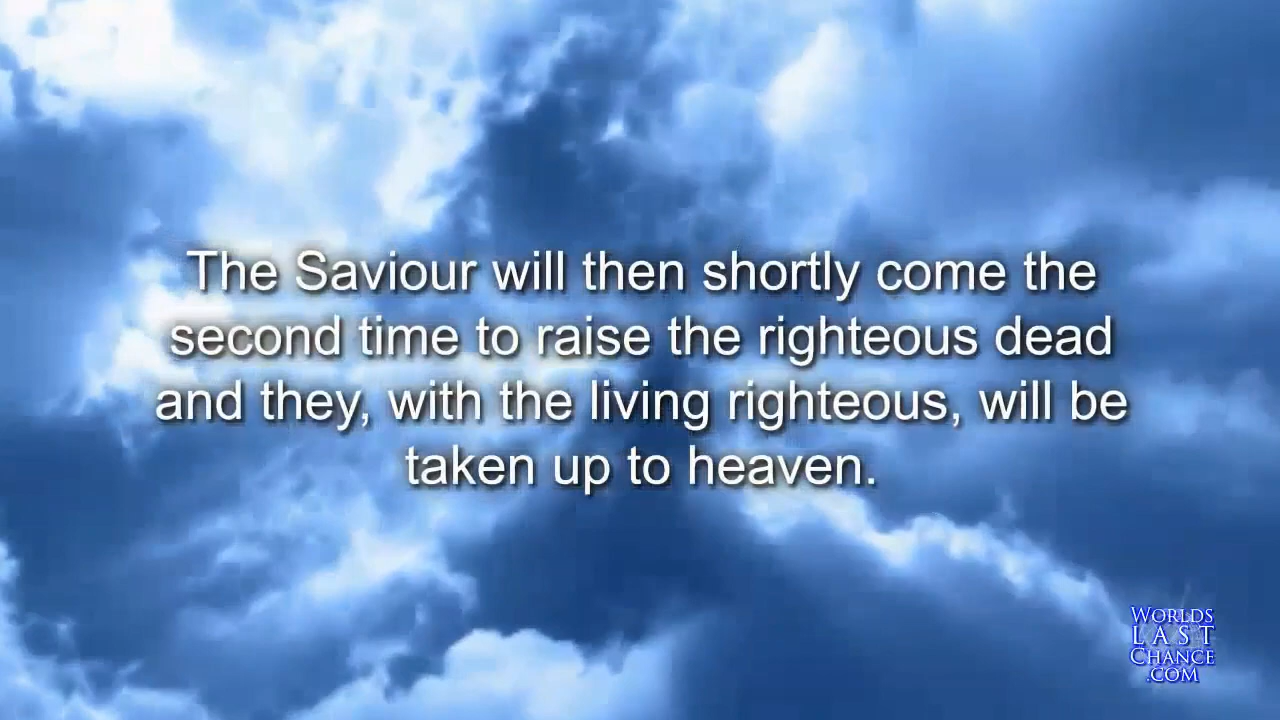 The Saviour will then shortly come the
second time to raise the righteous dead
and they, with the living righteous, will be
taken up to heaven.
WORLDS
LAST
CHANCE
.COM